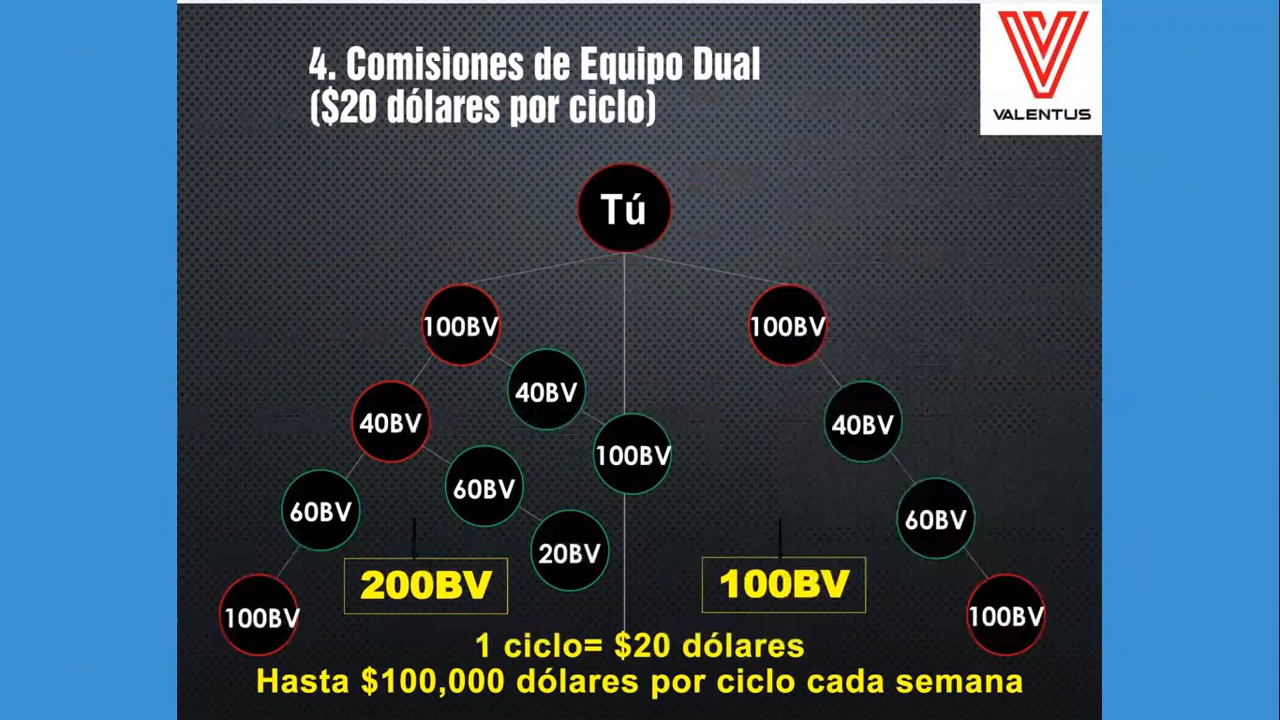 4. Comisiones de Equipo Dual
($20 dólares por ciclo)
VALENTUS
Tú
100BV
100BV
40BV
40BV
40BV
100BV
60BV
60BV
60BV
20BV
200BV
100BV
100BV
100BV
1 ciclo= $20 dólares
Hasta $100,000 dólares por ciclo cada semana